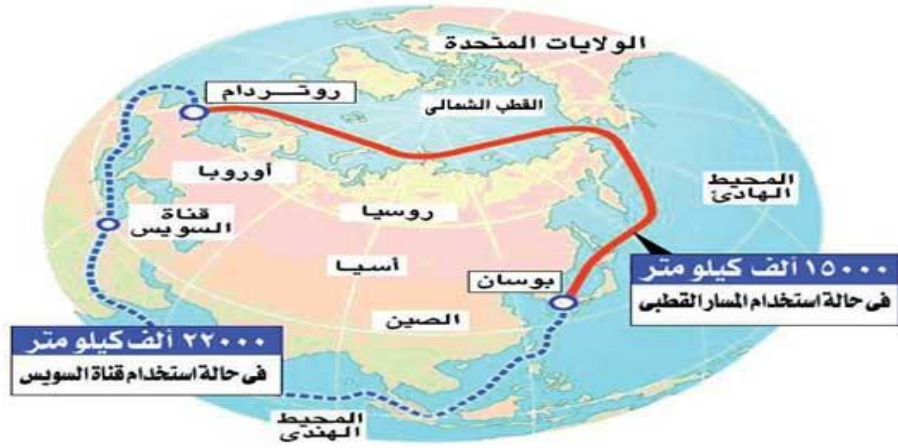 الولايات المتحدة
روتردام
القطب الشمالى
أوروبا
المحيط
الهادئ
روسيا
قناة
السويس
أسيا
١٥٠٠٠ ألف كيلو متر
فى حالة استخدام المسار القطبى
بوسان
الصين
٢٢٠٠٠ ألف كيلو متر
فى حالة استخدام قناة السويس
المحيط
الهندى